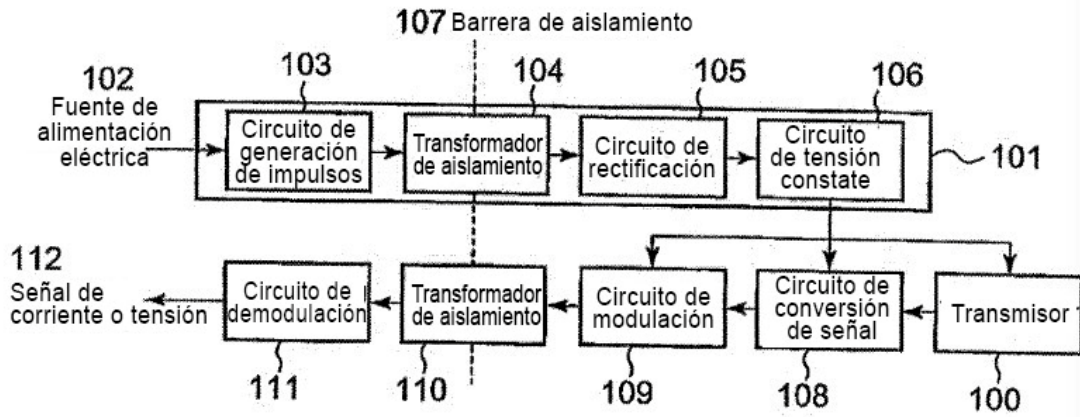 107 Barrera de aislamiento
102
Fuente de
alimentación
eléctrica
103
Circuito de
generación
de impulsos
104
Transformador
de aislamiento
105
Circuito de
rectificación
106
Circuito
de tensión
constate
101
112
Señal de
corriente o tensión
Circuito de
demodulación
111
Transformador
de aislamiento
110
Circuito de
modulación
109
Circuito de
conversión
de señal
108
Transmisor
100